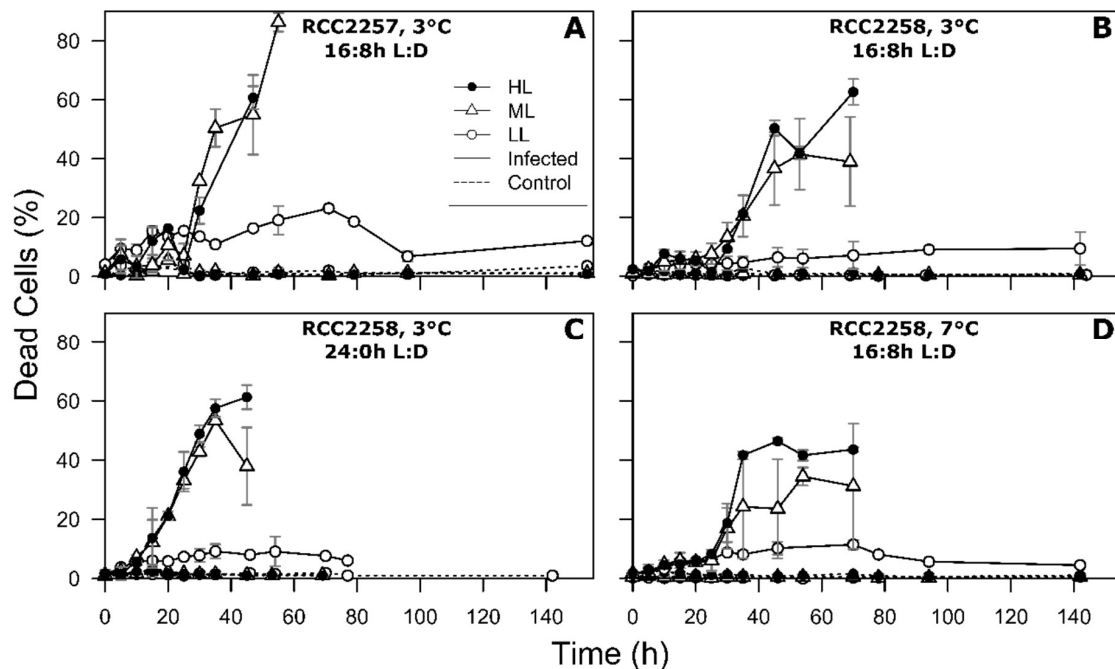 RCC2257, 3°C
16:8h L:D
A
RCC2258, 3°C
16:8h L:D
B
HL
ML
LL
Infected
Control
80
60
40
20
0
RCC2258, 3°C
24:0h L:D
C
RCC2258, 7°C
16:8h L:D
D
80
60
40
20
0
0 20 40 60 80 100 140
0 20 40 60 80 100 140
Dead Cells (%)
Time (h)